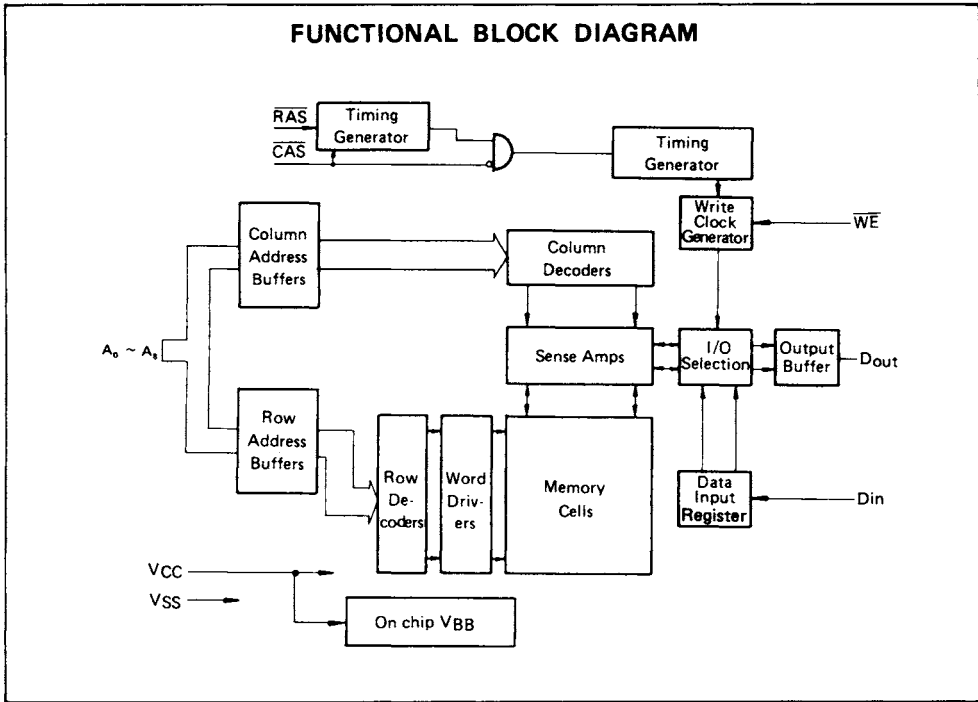 FUNCTIONAL BLOCK DIAGRAM
RAS
CAS
Timing
Generator
Timing
Generator
Write
Clock
Generator
WE
Column
Address
Buffers
Column
Decoders
A₀ ~ A₈
Sense Amps
I/O
Selection
Output
Buffer
Dout
Row
Address
Buffers
Row
De-
coders
Word
Driv-
ers
Memory
Cells
Data
Input
Register
Din
VCC
VSS
On chip VBB